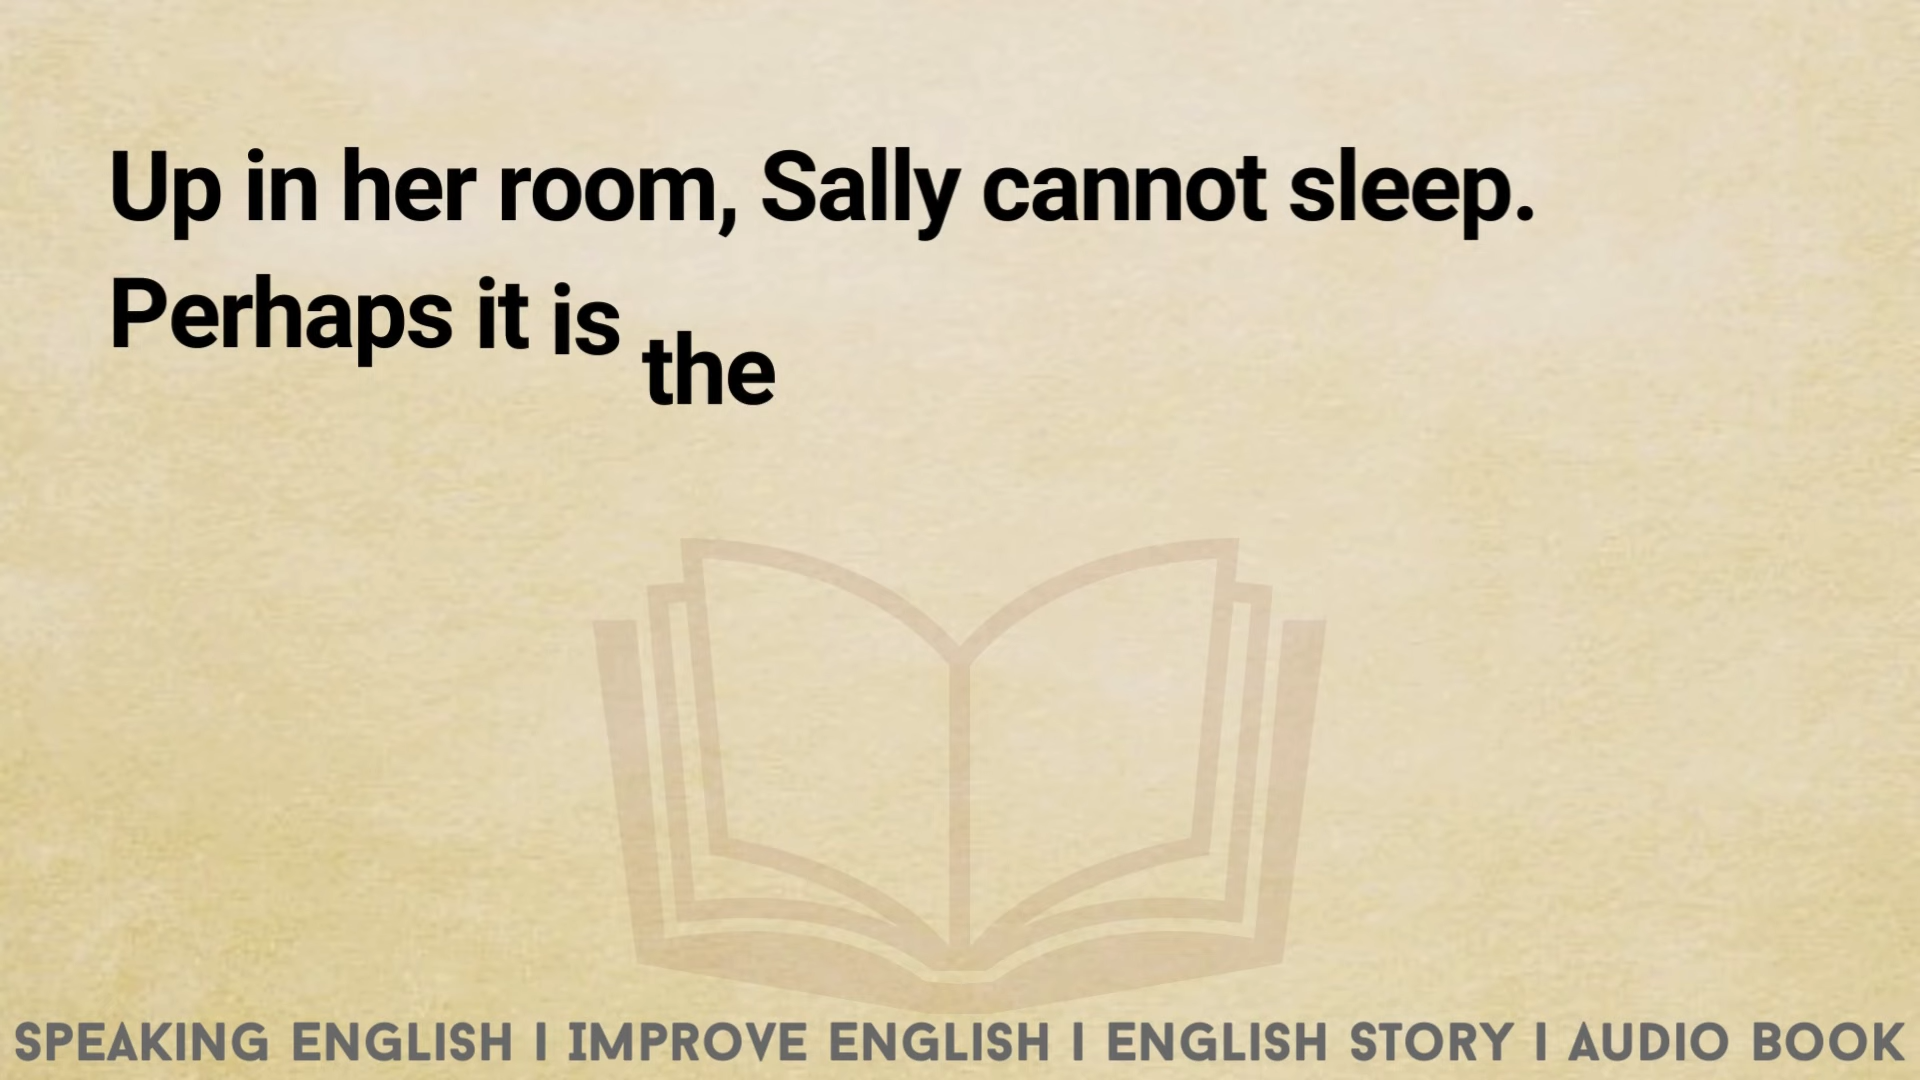 Up in her room, Sally cannot sleep.
Perhaps it is the
SPEAKING ENGLISH | IMPROVE ENGLISH | ENGLISH STORY | AUDIO BOOK